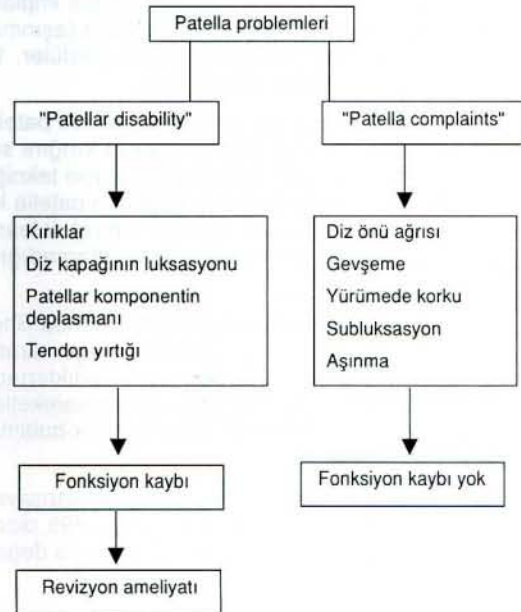 Patella problemleri
"Patellar disability"
"Patella complaints"
Kırıklar
Diz kapağının luksasyonu
Patellar komponentin
deplasmanı
Tendon yırtığı
Diz önü ağrısı
Gevşeme
Yürümede korku
Subluksasyon
Aşınma
Fonksiyon kaybı
Fonksiyon kaybı yok
Revizyon ameliyatı